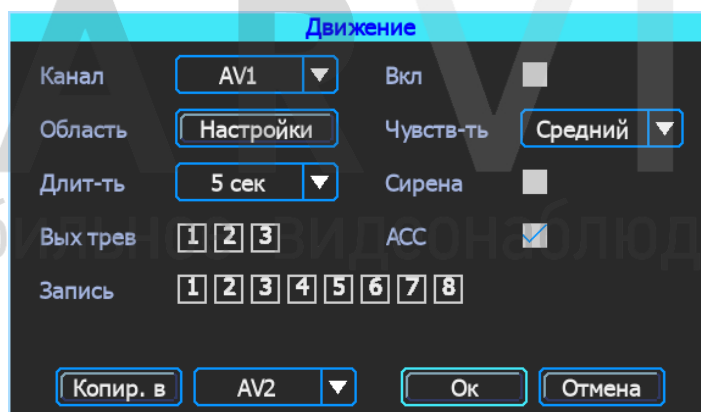 Движение
Канал AV1 Вкл
Область Настройки Чувств-ть Средний
Длит-ть 5 сек Сирена
Вых трев 1 2 3 ACC
Запись 1 2 3 4 5 6 7 8
Копир. в AV2 Ок Отмена